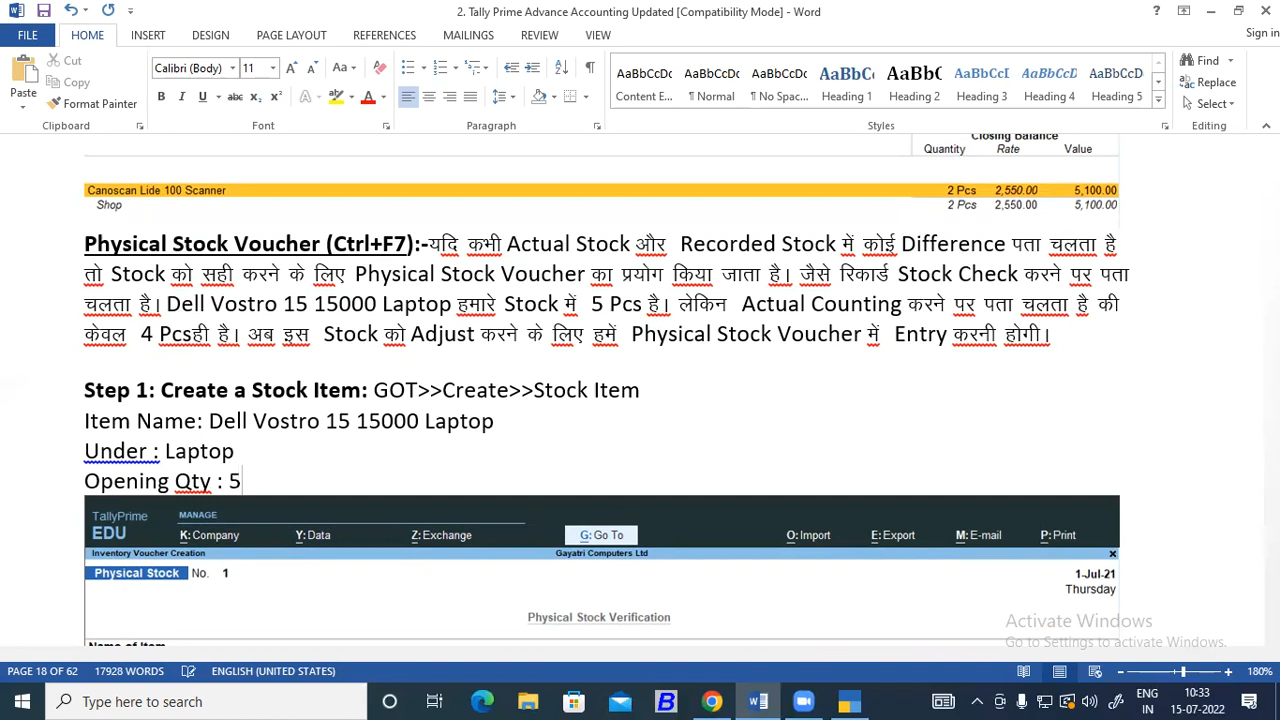 2. Tally Prime Advance Accounting Updated [Compatibility Mode] - Word
FILE HOME INSERT DESIGN PAGE LAYOUT REFERENCES MAILINGS REVIEW VIEW Sign in
Paste Cut Copy Format Painter
Calibri (Body) 11
AaBbCcDc AaBbCcDc AaBbCcDc AaBbC AaBb( AaBbCcI AaBbCcD AaBbCcD
Content E... ¶ Normal ¶ No Spac... Heading 1 Heading 2 Heading 3 Heading 4 Heading 5
Find Replace Select
Clipboard Font Paragraph Styles Editing
Closing Balance
Quantity Rate Value
Canoscan Lide 100 Scanner 2 Pcs 2,550.00 5,100.00
Shop 2 Pcs 2,550.00 5,100.00
Physical Stock Voucher (Ctrl+F7):-यदि कभी Actual Stock और Recorded Stock में कोई Difference पता चलता है
तो Stock को सही करने के लिए Physical Stock Voucher का प्रयोग किया जाता है। जैसे रिकार्ड Stock Check करने पर पता
चलता है। Dell Vostro 15 15000 Laptop हमारे Stock में 5 Pcs है। लेकिन Actual Counting करने पर पता चलता है की
केवल 4 Pcsही है। अब इस Stock को Adjust करने के लिए हमें Physical Stock Voucher में Entry करनी होगी।
Step 1: Create a Stock Item: GOT>>Create>>Stock Item
Item Name: Dell Vostro 15 15000 Laptop
Under : Laptop
Opening Qty : 5
TallyPrime MANAGE
EDU K: Company Y: Data Z: Exchange G: Go To O: Import E: Export M: E-mail P: Print
Inventory Voucher Creation Gayatri Computers Ltd
Physical Stock No. 1 1-Jul-21
Thursday
Physical Stock Verification
Name of Item
Activate Windows
Go to Settings to activate Windows.
PAGE 18 OF 62 17928 WORDS ENGLISH (UNITED STATES) 180%
Type here to search ENG IN 10:33 15-07-2022